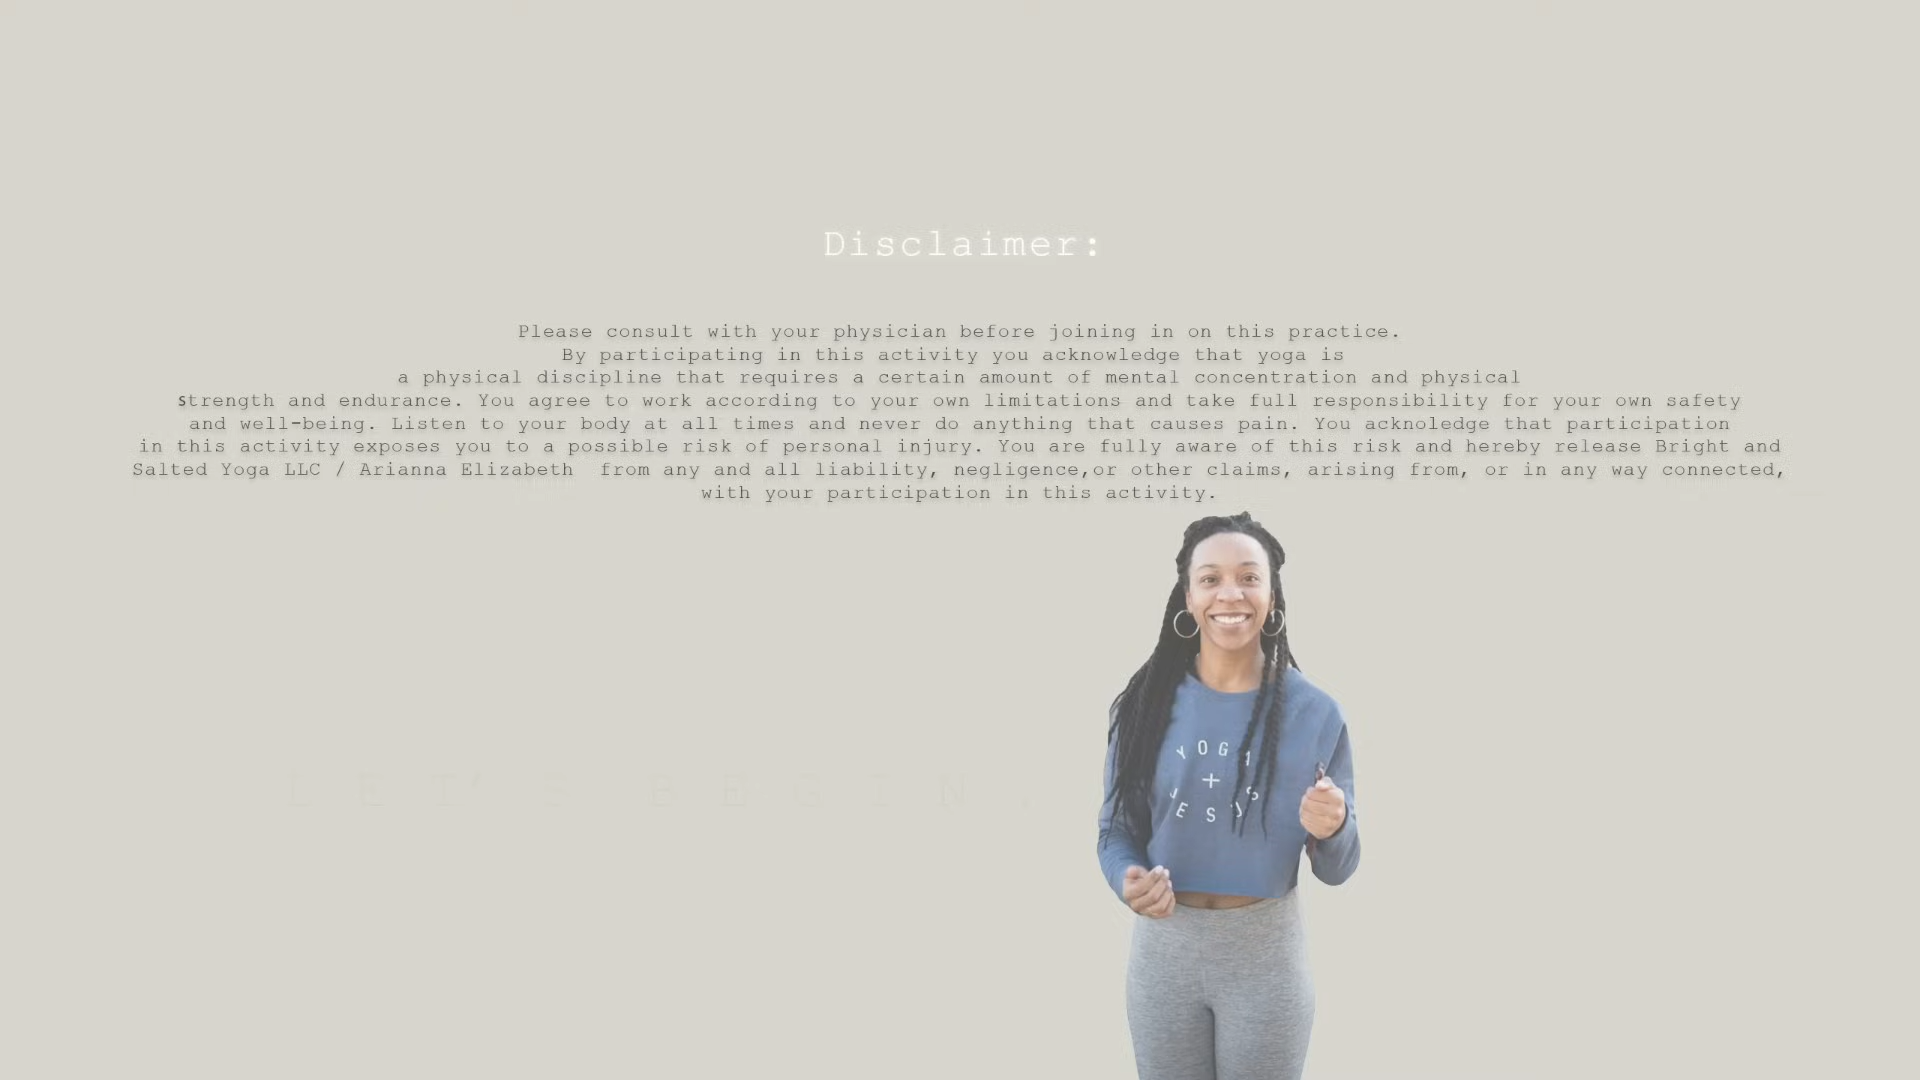 Disclaimer:
Please consult with your physician before joining in on this practice.
By participating in this activity you acknowledge that yoga is
a physical discipline that requires a certain amount of mental concentration and physical
strength and endurance. You agree to work according to your own limitations and take full responsibility for your own safety
and well-being. Listen to your body at all times and never do anything that causes pain. You acknoledge that participation
in this activity exposes you to a possible risk of personal injury. You are fully aware of this risk and hereby release Bright and
Salted Yoga LLC / Arianna Elizabeth from any and all liability, negligence,or other claims, arising from, or in any way connected,
with your participation in this activity.
YOGA
+
JESUS
LET'S BEGIN.